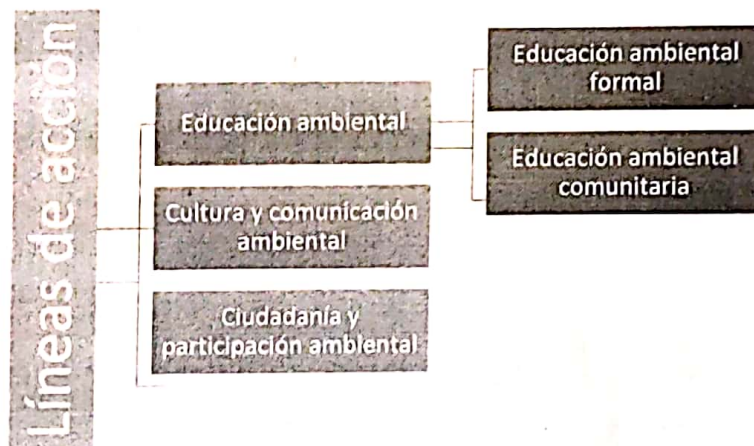 Líneas de acción
Educación ambiental
Cultura y comunicación
ambiental
Ciudadanía y
participación ambiental
Educación ambiental
formal
Educación ambiental
comunitaria